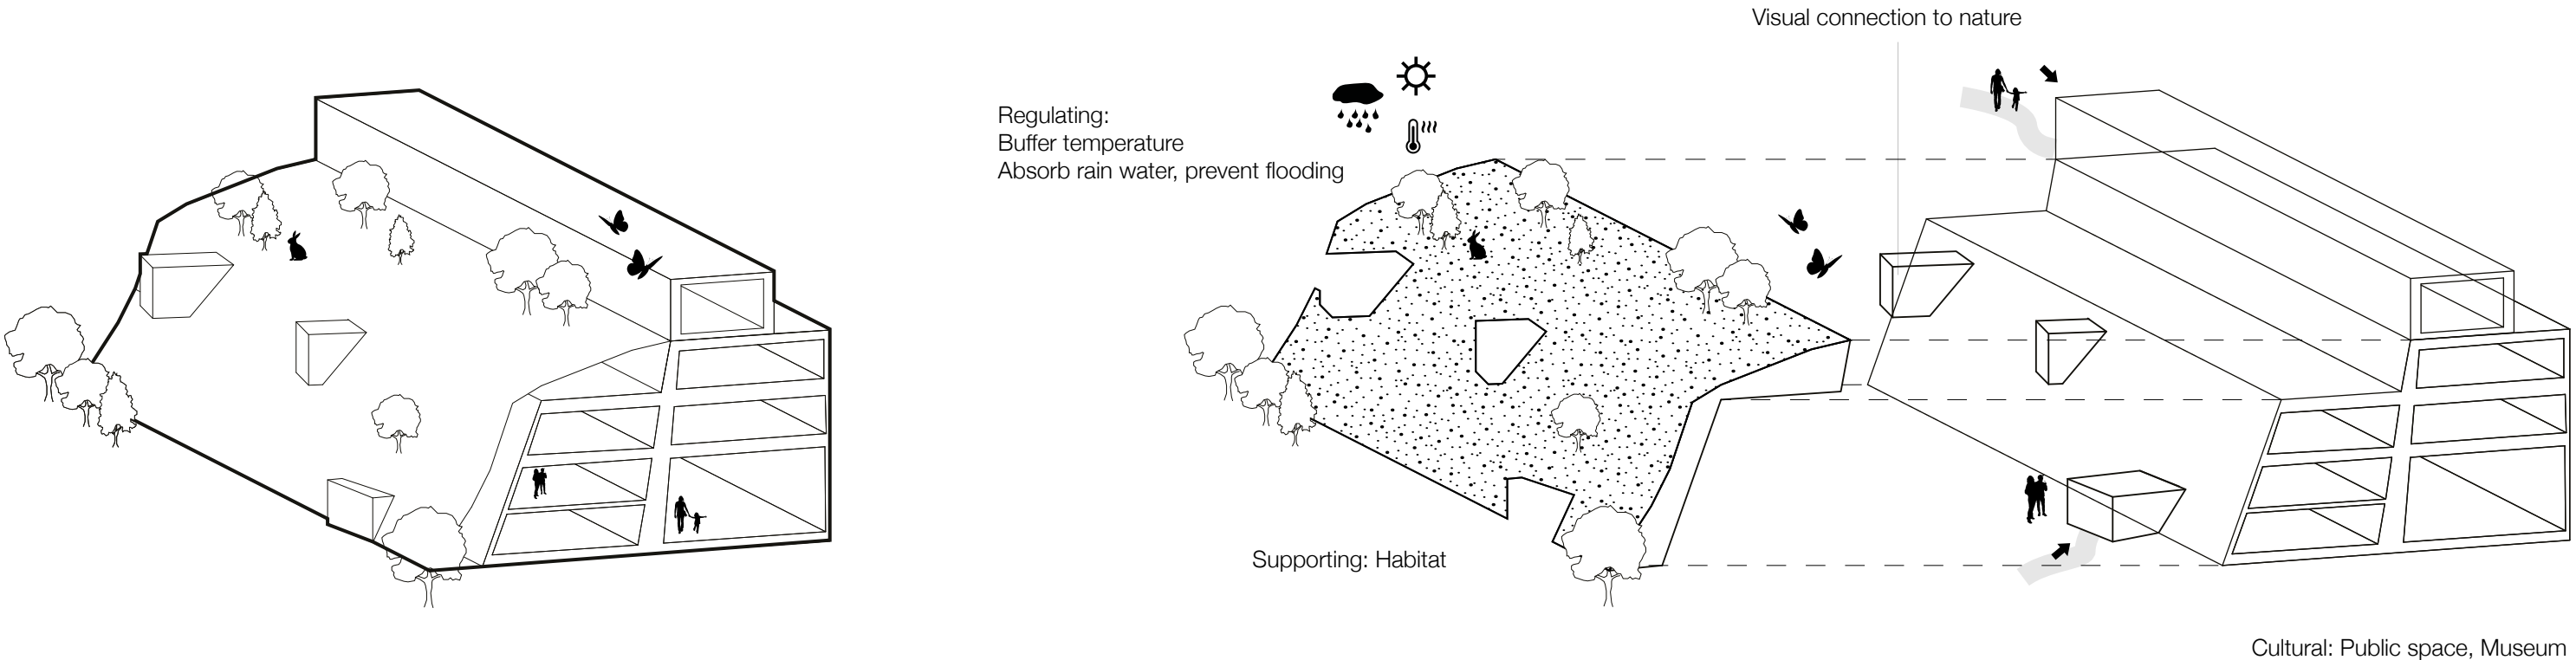 Visual connection to nature
Regulating:
Buffer temperature
Absorb rain water, prevent flooding
Supporting: Habitat
Cultural: Public space, Museum